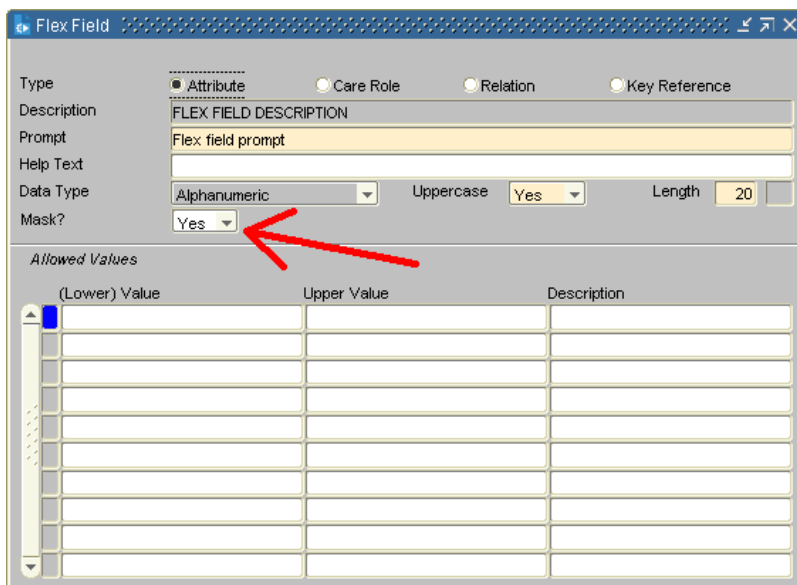 Flex Field
Type Attribute Care Role Relation Key Reference
Description FLEX FIELD DESCRIPTION
Prompt Flex field prompt
Help Text
Data Type Alphanumeric Uppercase Yes Length 20
Mask? Yes
Allowed Values
(Lower) Value Upper Value Description